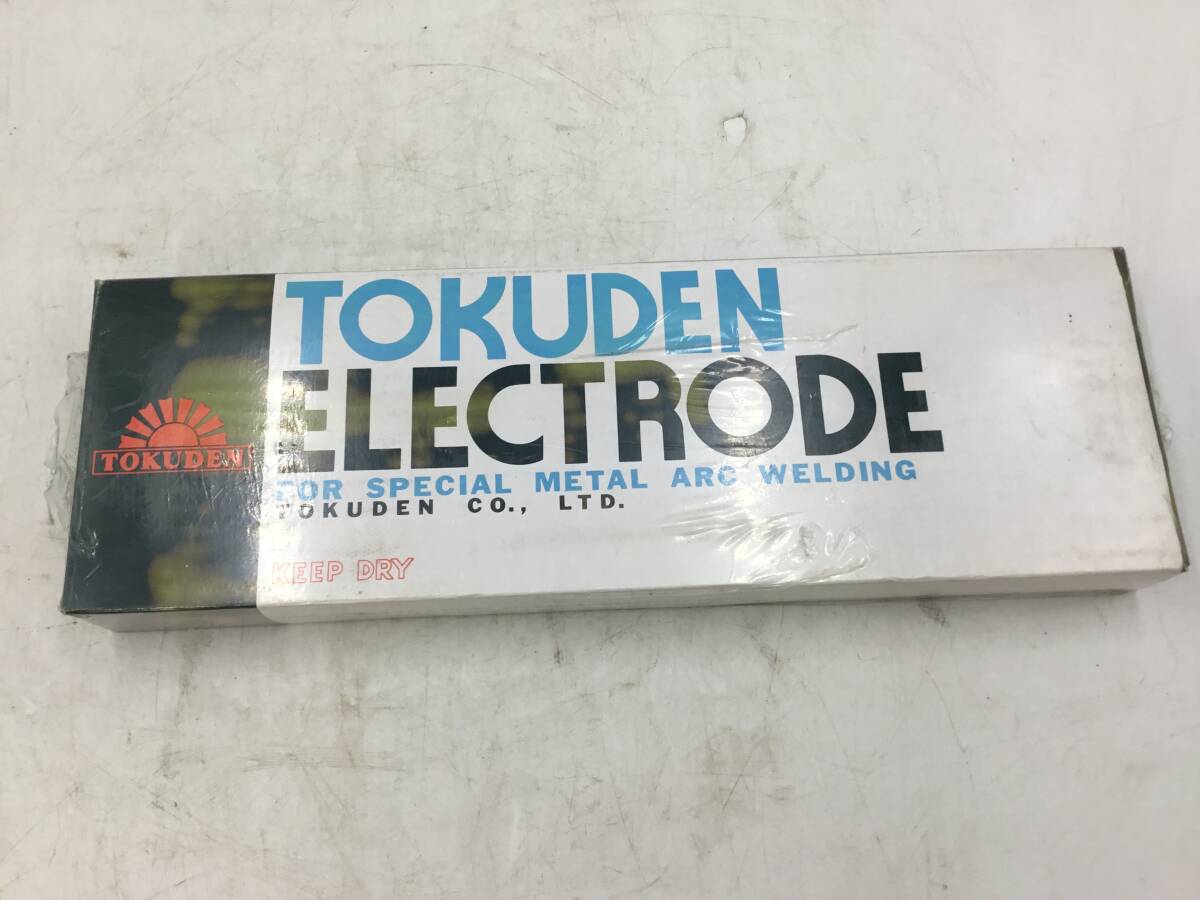 TOKUDEN
ELECTRODE
FOR SPECIAL METAL ARC WELDING
TOKUDEN CO., LTD.
KEEP DRY
TOKUDEN